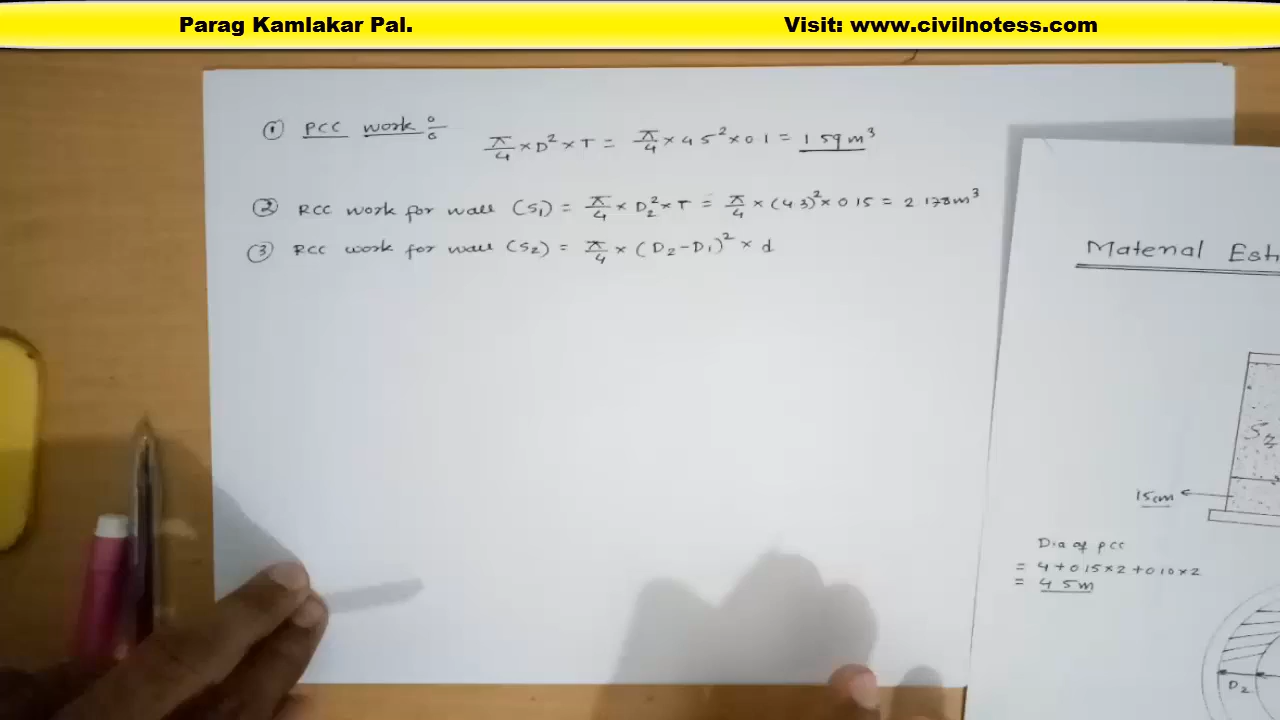 Parag Kamlakar Pal. Visit: www.civilnotess.com
① PCC work :
π/4 × D² × T = π/4 × 4.5² × 0.1 = 1.59 m³
② RCC work for wall (S₁) = π/4 × D₂² × T = π/4 × (4.3)² × 0.15 = 2.178 m³
③ RCC work for wall (S₂) = π/4 × (D₂-D₁)² × d
Material Est
S₂
15cm
Dia of PCC
= 4 + 0.15 × 2 + 0.10 × 2
= 4.5m
D₂